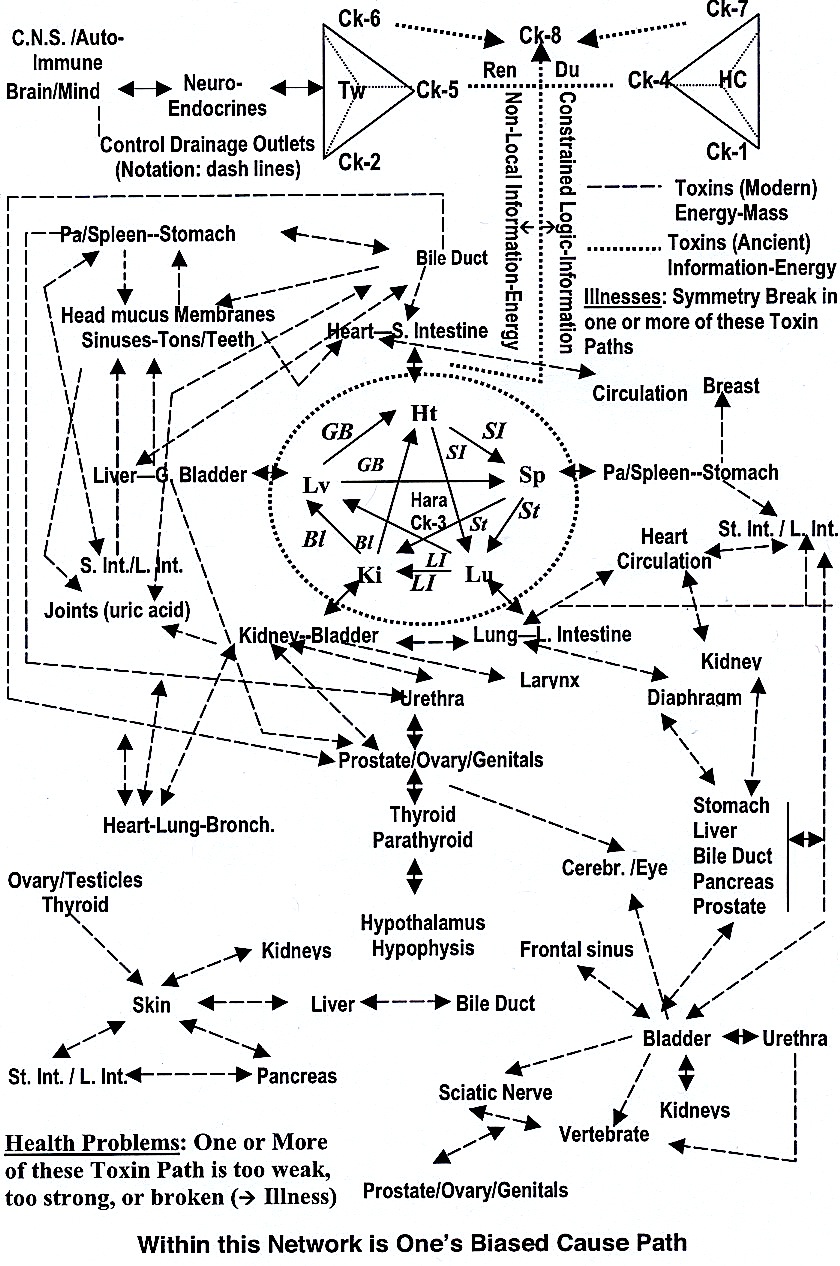 Ck-6
Ck-7
C.N.S. /Auto-
Immune
Brain/Mind
Neuro-
Endocrines
Tw
Ck-5
Ck-8
Ren
Du
Ck-4
HC
Control Drainage Outlets
(Notation: dash lines)
Ck-2
Ck-1
Non-Local Information-Energy
Constrained Logic-Information
Toxins (Modern)
Energy-Mass
Toxins (Ancient)
Information-Energy
Illnesses: Symmetry Break in
one or more of these Toxin
Paths
Pa/Spleen--Stomach
Bile Duct
Head mucus Membranes
Sinuses-Tons/Teeth
Heart—S. Intestine
Circulation
Breast
Ht
GB
SI
SI
GB
Liver—G. Bladder
Lv
Sp
Pa/Spleen--Stomach
Hara
Ck-3
St
St
Bl
Bl
LI
LI
Ki
Lu
St. Int. / L. Int.
Heart
Circulation
S. Int./L. Int.
Joints (uric acid)
Kidney--Bladder
Lung—L. Intestine
Kidney
Larynx
Diaphragm
Urethra
Prostate/Ovary/Genitals
Heart-Lung-Bronch.
Thyroid
Parathyroid
Stomach
Liver
Bile Duct
Pancreas
Prostate
Cerebr. /Eye
Ovary/Testicles
Thyroid
Hypothalamus
Hypophysis
Kidneys
Frontal sinus
Skin
Liver
Bile Duct
Bladder
Urethra
St. Int. / L. Int.
Pancreas
Sciatic Nerve
Kidneys
Vertebrate
Prostate/Ovary/Genitals
Health Problems: One or More
of these Toxin Path is too weak,
too strong, or broken (→ Illness)
Within this Network is One's Biased Cause Path